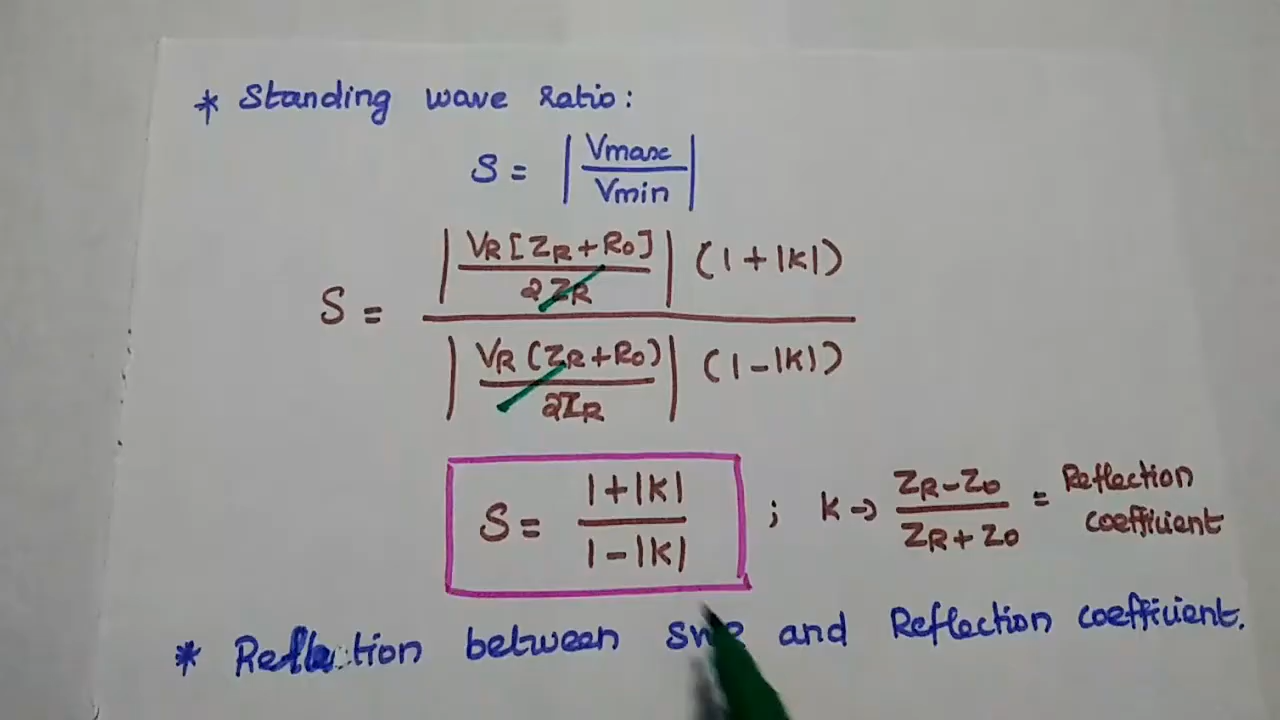 * Standing wave ratio:
S = | Vmax / Vmin |
S = | VR [ZR + R0] / 2ZR | (1 + |K|)
| VR (ZR + R0) / 2ZR | (1 - |K|)
S = 1 + |K| / 1 - |K| ; K → ZR - Z0 / ZR + Z0 = Reflection coefficient
* Reflection between SWR and Reflection coefficient.